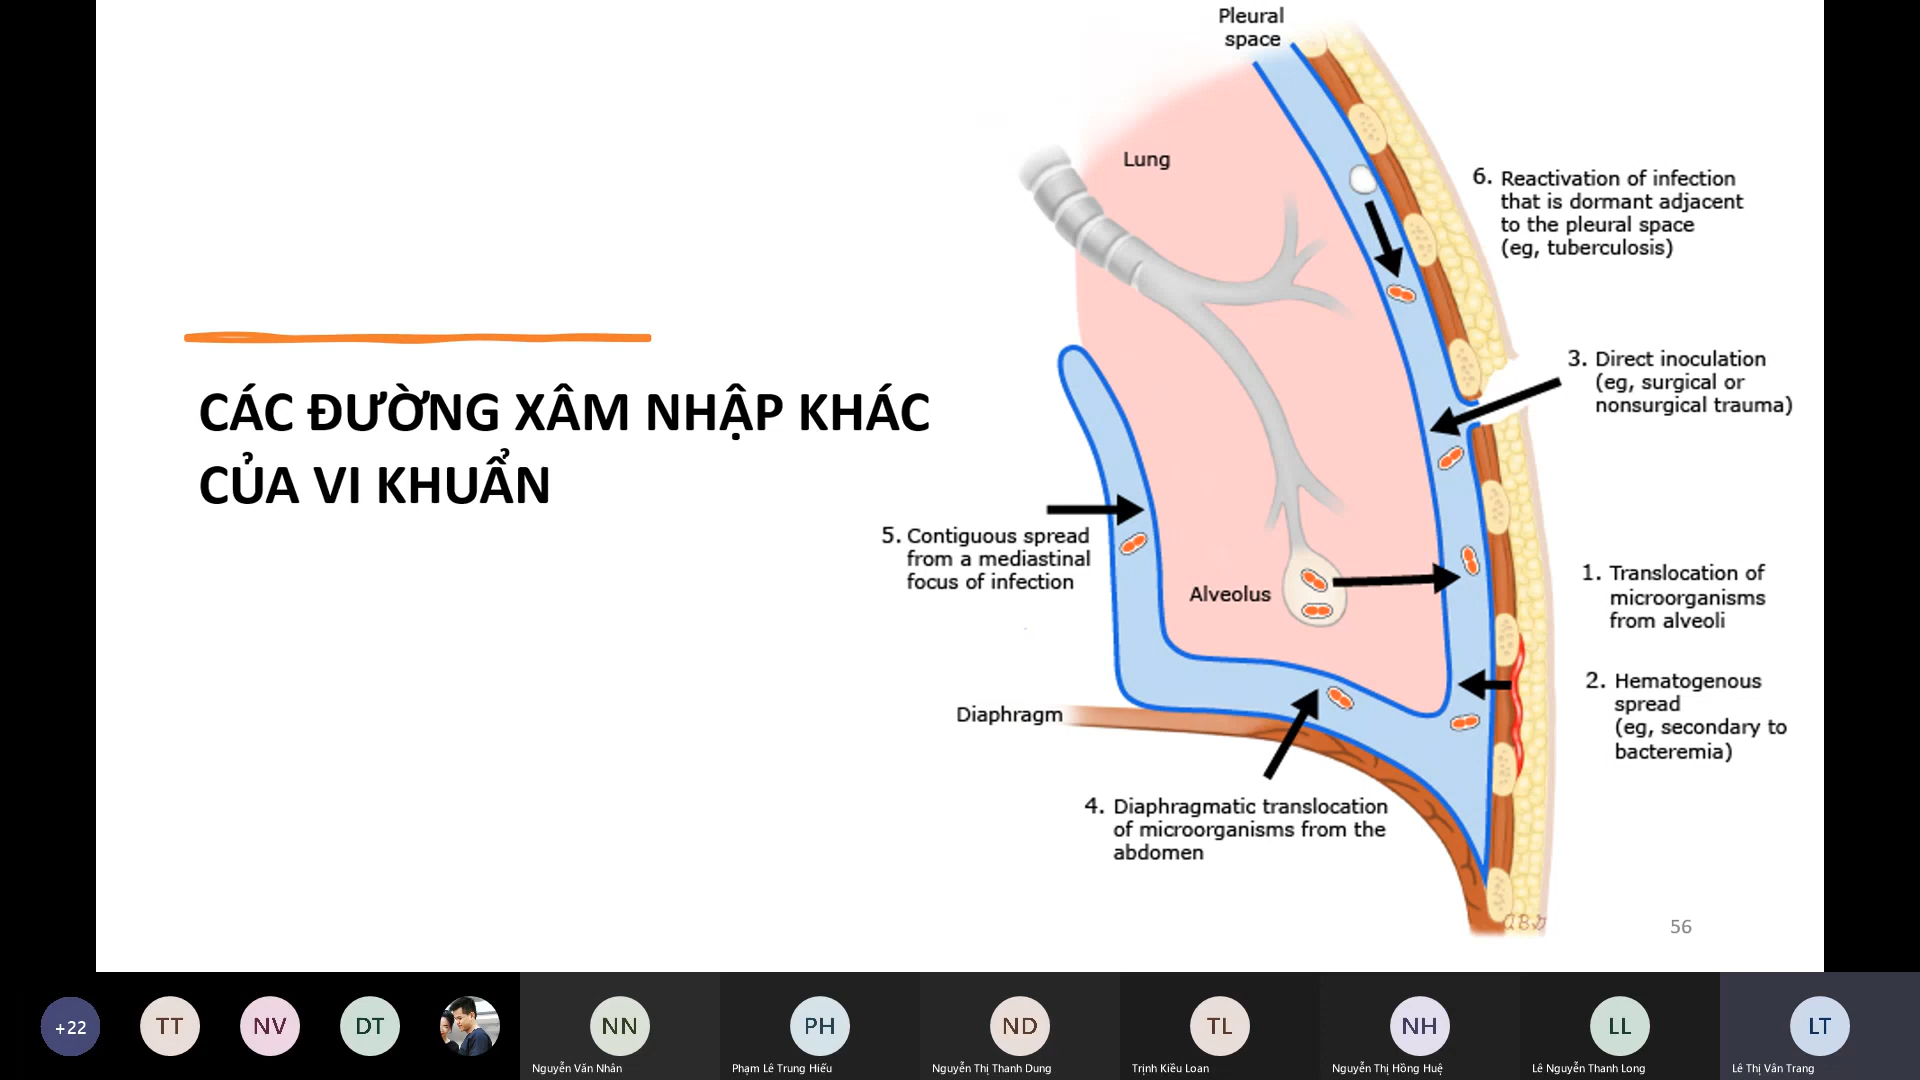 CÁC ĐƯỜNG XÂM NHẬP KHÁC
CỦA VI KHUẨN
Pleural
space
Lung
6. Reactivation of infection
that is dormant adjacent
to the pleural space
(eg, tuberculosis)
3. Direct inoculation
(eg, surgical or
nonsurgical trauma)
5. Contiguous spread
from a mediastinal
focus of infection
Alveolus
1. Translocation of
microorganisms
from alveoli
2. Hematogenous
spread
(eg, secondary to
bacteremia)
Diaphragm
4. Diaphragmatic translocation
of microorganisms from the
abdomen
56
+22
TT
NV
DT
NN
Nguyễn Văn Nhân
PH
Phạm Lê Trung Hiếu
ND
Nguyễn Thị Thanh Dung
TL
Trịnh Kiều Loan
NH
Nguyễn Thị Hồng Huệ
LL
Lê Nguyễn Thanh Long
LT
Lê Thị Vân Trang